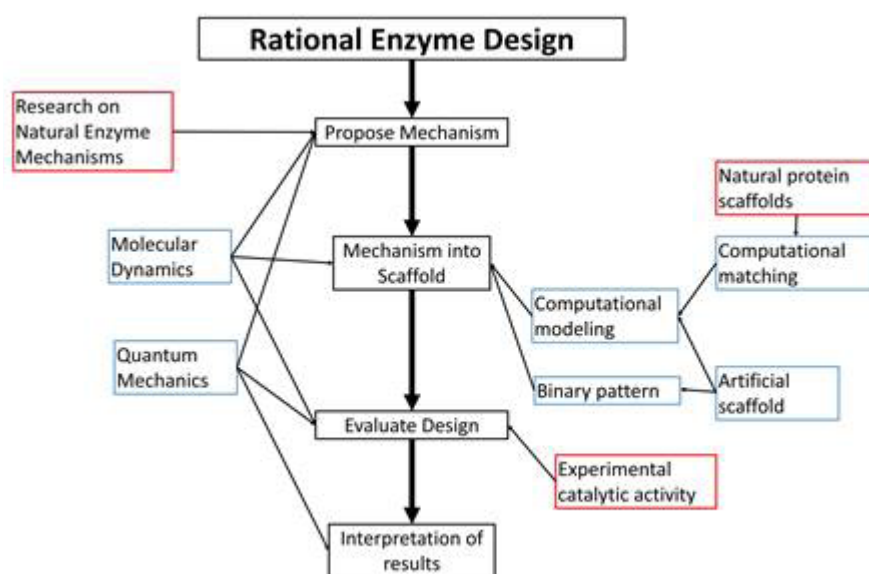 Rational Enzyme Design
Research on
Natural Enzyme
Mechanisms
Propose Mechanism
Natural protein
scaffolds
Molecular
Dynamics
Mechanism into
Scaffold
Computational
matching
Computational
modeling
Quantum
Mechanics
Binary pattern
Artificial
scaffold
Evaluate Design
Experimental
catalytic activity
Interpretation of
results